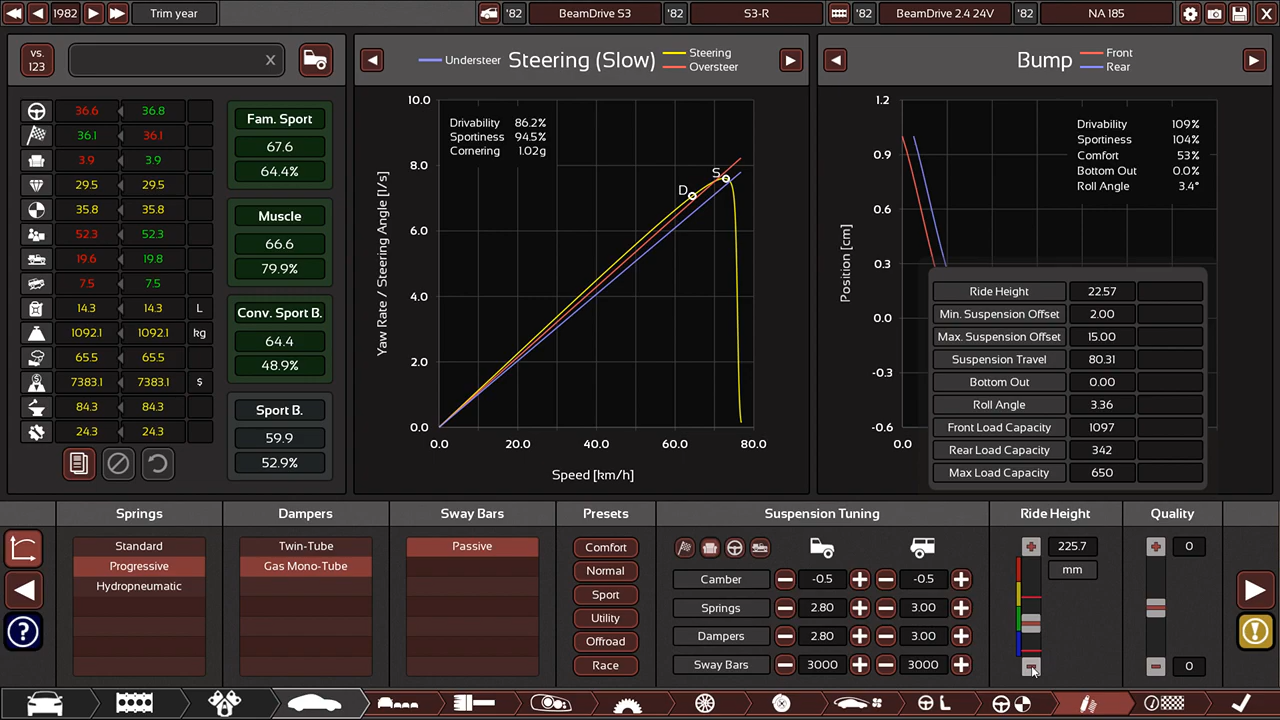 1982
Trim year
'82
BeamDrive S3
'82
S3-R
'82
BeamDrive 2.4 24V
'82
NA 185
vs.
123
x
36.6 36.8
36.1 36.1
3.9 3.9
29.5 29.5
35.8 35.8
52.3 52.3
19.6 19.8
7.5 7.5
14.3 14.3 L
1092.1 1092.1 kg
65.5 65.5
7383.1 7383.1 $
84.3 84.3
24.3 24.3
Fam. Sport
67.6
64.4%
Muscle
66.6
79.9%
Conv. Sport B.
64.4
48.9%
Sport B.
59.9
52.9%
Understeer
Steering (Slow)
Steering
Oversteer
Drivability 86.2%
Sportiness 94.5%
Cornering 1.02g
10.0
8.0
6.0
4.0
2.0
0.0
D
S
0.0 20.0 40.0 60.0 80.0
Yaw Rate / Steering Angle [1/s]
Speed [km/h]
Bump
Front
Rear
Drivability 109%
Sportiness 104%
Comfort 53%
Bottom Out 0.0%
Roll Angle 3.4°
1.2
0.9
0.6
0.3
0.0
-0.3
-0.6
0.0
Position [cm]
Ride Height 22.57
Min. Suspension Offset 2.00
Max. Suspension Offset 15.00
Suspension Travel 80.31
Bottom Out 0.00
Roll Angle 3.36
Front Load Capacity 1097
Rear Load Capacity 342
Max Load Capacity 650
Springs
Standard
Progressive
Hydropneumatic
Dampers
Twin-Tube
Gas Mono-Tube
Sway Bars
Passive
Presets
Comfort
Normal
Sport
Utility
Offroad
Race
Suspension Tuning
Camber -0.5 -0.5
Springs 2.80 3.00
Dampers 2.80 3.00
Sway Bars 3000 3000
Ride Height
225.7
mm
Quality
0
0